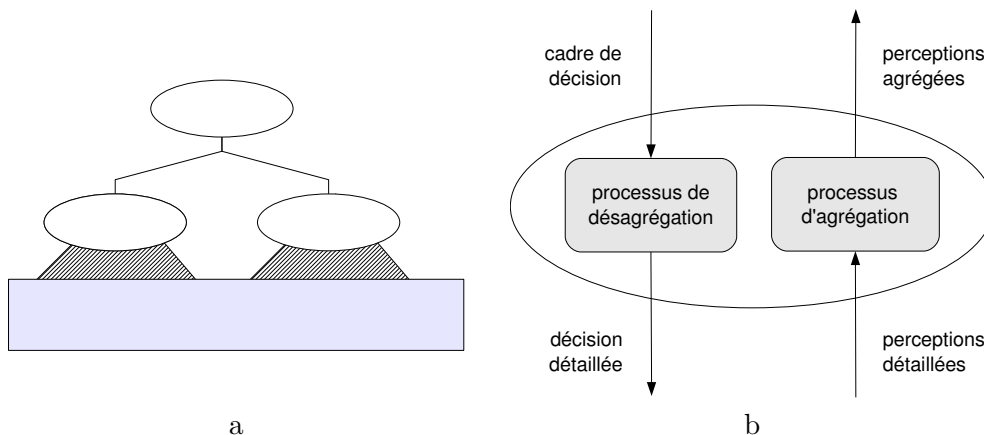 cadre de
décision
perceptions
agrégées
processus de
désagrégation
processus
d'agrégation
décision
détaillée
perceptions
détaillées
a
b